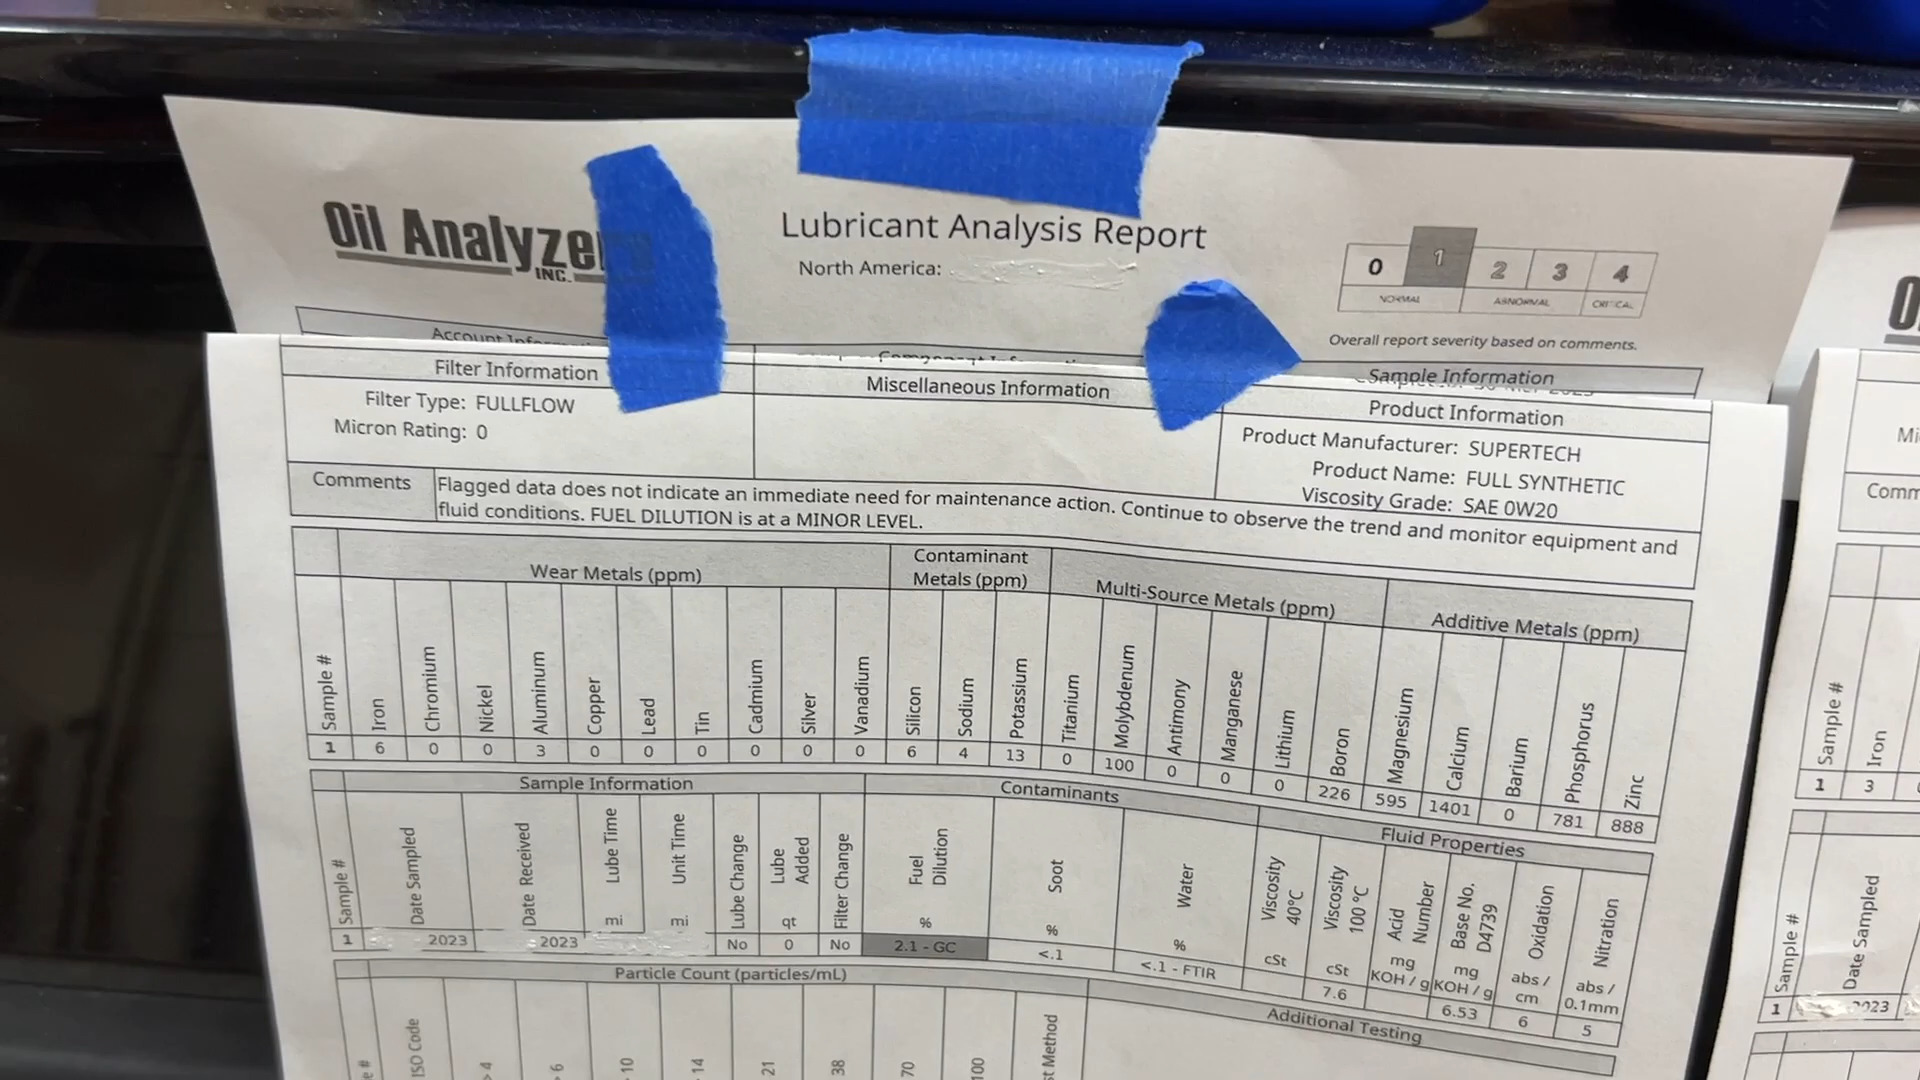 Oil Analyze
INC.
Lubricant Analysis Report
North America:
0 1 2 3 4
NORMAL ABNORMAL CRITICAL
Overall report severity based on comments.
Account
Sample Information
Filter Information
Miscellaneous Information
Product Information
Filter Type: FULLFLOW
Micron Rating: 0
Product Manufacturer: SUPERTECH
Product Name: FULL SYNTHETIC
Viscosity Grade: SAE 0W20
Comments
Flagged data does not indicate an immediate need for maintenance action. Continue to observe the trend and monitor equipment and
fluid conditions. FUEL DILUTION is at a MINOR LEVEL.
Wear Metals (ppm)
Contaminant
Metals (ppm)
Multi-Source Metals (ppm)
Additive Metals (ppm)
Sample # Iron Chromium Nickel Aluminum Copper Lead Tin Cadmium Silver Vanadium Silicon Sodium Potassium Titanium Molybdenum Antimony Manganese Lithium Boron Magnesium Calcium Barium Phosphorus Zinc
1 6 0 0 3 0 0 0 0 0 0 6 4 13 0 100 0 0 0 226 595 1401 0 781 888
Sample Information
Contaminants
Fluid Properties
Sample #
Date Sampled
Date Received
Lube Time
mi
Unit Time
mi
Lube Change
Lube
Added
qt
Filter Change
Fuel
Dilution
%
Soot
%
Water
%
Viscosity
40°C
cSt
Viscosity
100 °C
cSt
Acid
Number
mg
KOH / g
Base No.
D4739
mg
KOH / g
Oxidation
abs /
cm
Nitration
abs /
0.1mm
1 2023 2023 No 0 No 2.1 - GC <.1 <.1 - FTIR 7.6 6.53 6 5
Particle Count (particles/mL)
Additional Testing
ISO Code
4
6
10
14
21
38
70
100
Method
O
Mi
Comm
Sample #
Iron
1 3
Sample #
Date Sampled
1 2023